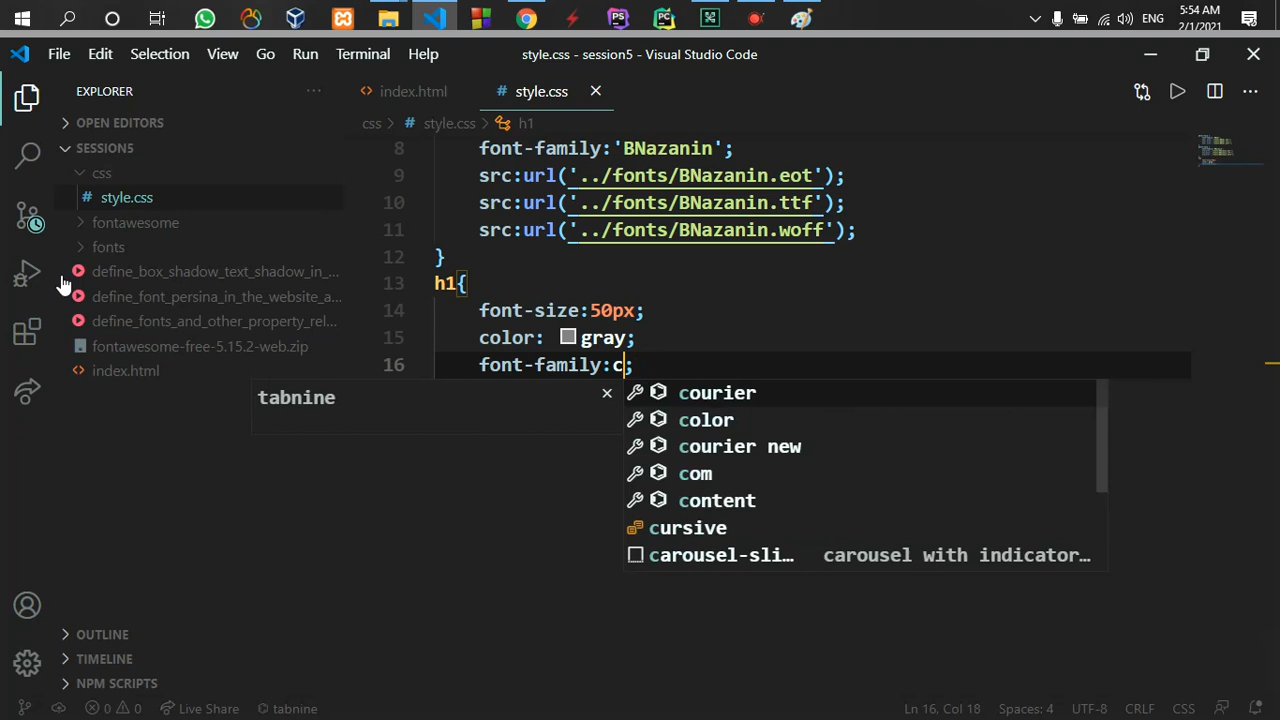 5:54 AM
ENG
2/1/2021
File Edit Selection View Go Run Terminal Help
style.css - session5 - Visual Studio Code
EXPLORER
index.html
style.css
OPEN EDITORS
css > style.css > h1
SESSION5
css
style.css
fontawesome
fonts
define_box_shadow_text_shadow_in_...
define_font_persina_in_the_website_a...
define_fonts_and_other_property_rel...
fontawesome-free-5.15.2-web.zip
index.html
8 font-family:'BNazanin';
9 src:url('../fonts/BNazanin.eot');
10 src:url('../fonts/BNazanin.ttf');
11 src:url('../fonts/BNazanin.woff');
12 }
13 h1{
14 font-size:50px;
15 color: gray;
16 font-family:c;
tabnine
courier
color
courier new
com
content
cursive
carousel-sli... carousel with indicator...
OUTLINE
TIMELINE
NPM SCRIPTS
0 0 Live Share tabnine
Ln 16, Col 18 Spaces: 4 UTF-8 CRLF CSS